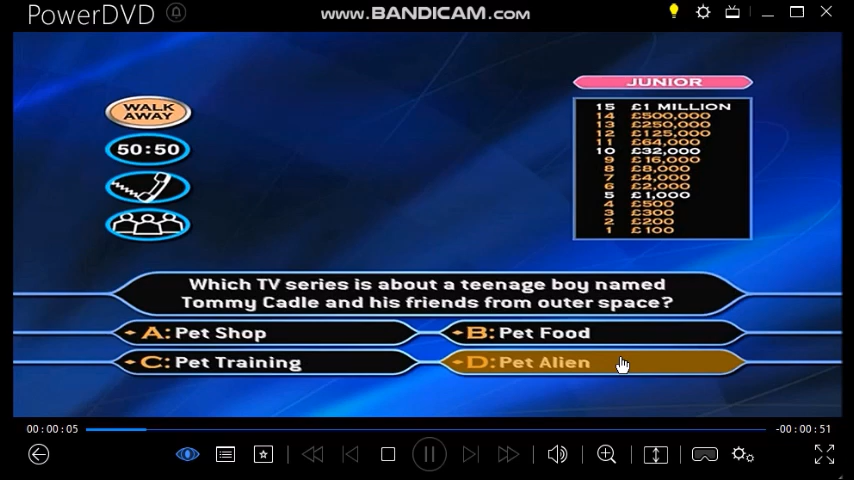 PowerDVD
www.BANDICAM.com
WALK
AWAY
50:50
JUNIOR
15 £1 MILLION
14 £500,000
13 £250,000
12 £125,000
11 £64,000
10 £32,000
9 £16,000
8 £8,000
7 £4,000
6 £2,000
5 £1,000
4 £500
3 £300
2 £200
1 £100
Which TV series is about a teenage boy named
Tommy Cadle and his friends from outer space?
A: Pet Shop
B: Pet Food
C: Pet Training
D: Pet Alien
00:00:05
-00:00:51